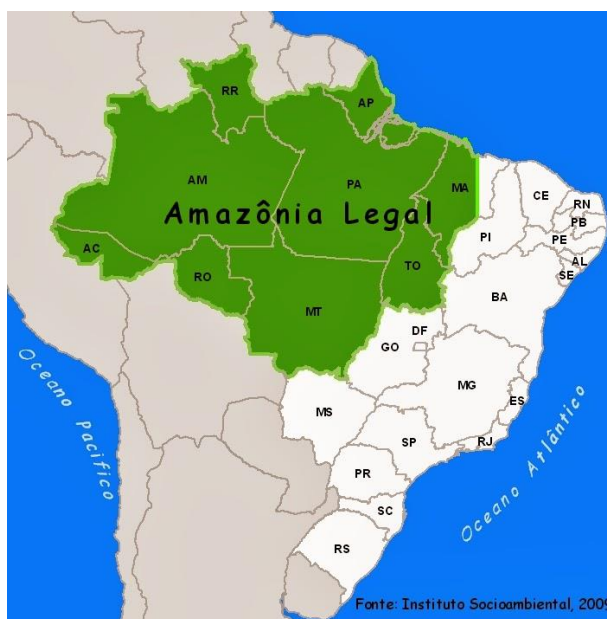 RR
AP
AM
PA
MA
CE
RN
PB
PI
PE
AL
SE
Amazônia Legal
AC
RO
TO
BA
MT
DF
GO
MG
ES
MS
SP
RJ
PR
SC
RS
Oceano Pacífico
Oceano Atlântico
Fonte: Instituto Socioambiental, 2009